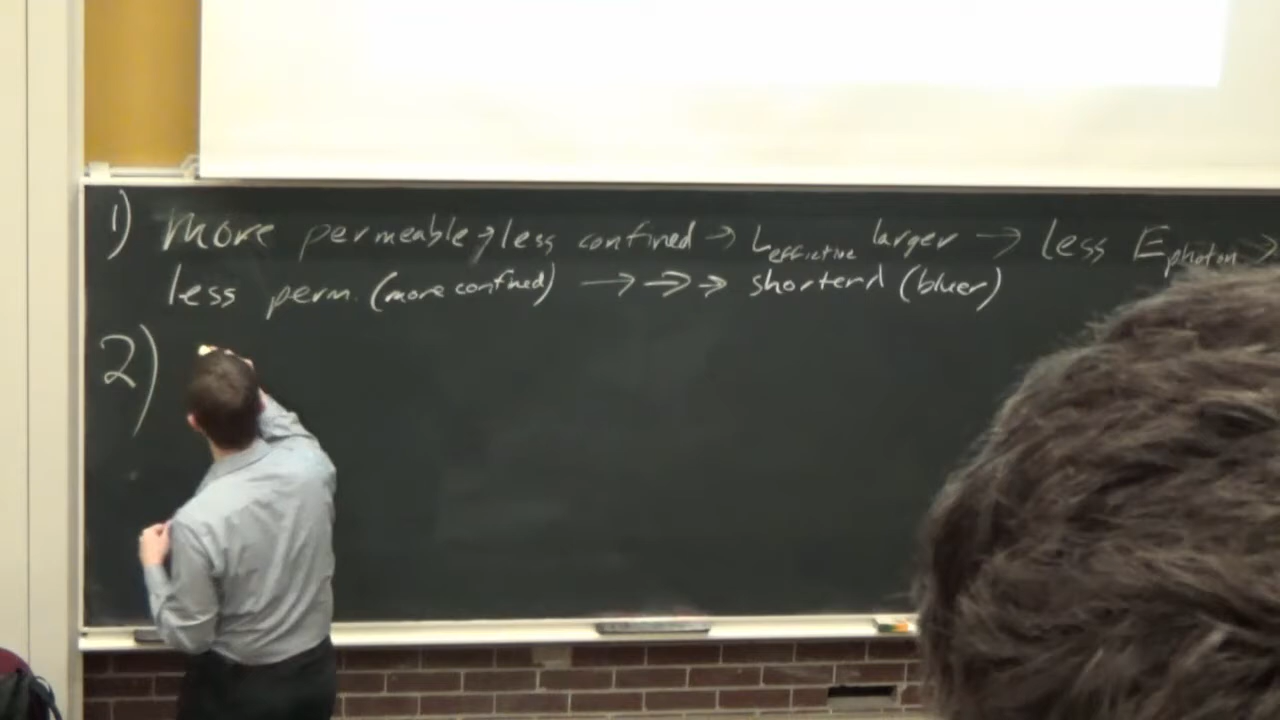 1) More permeable → less confined → L effective larger → less E photon →
less perm. (more confined) → → → shorter λ (bluer)
2)